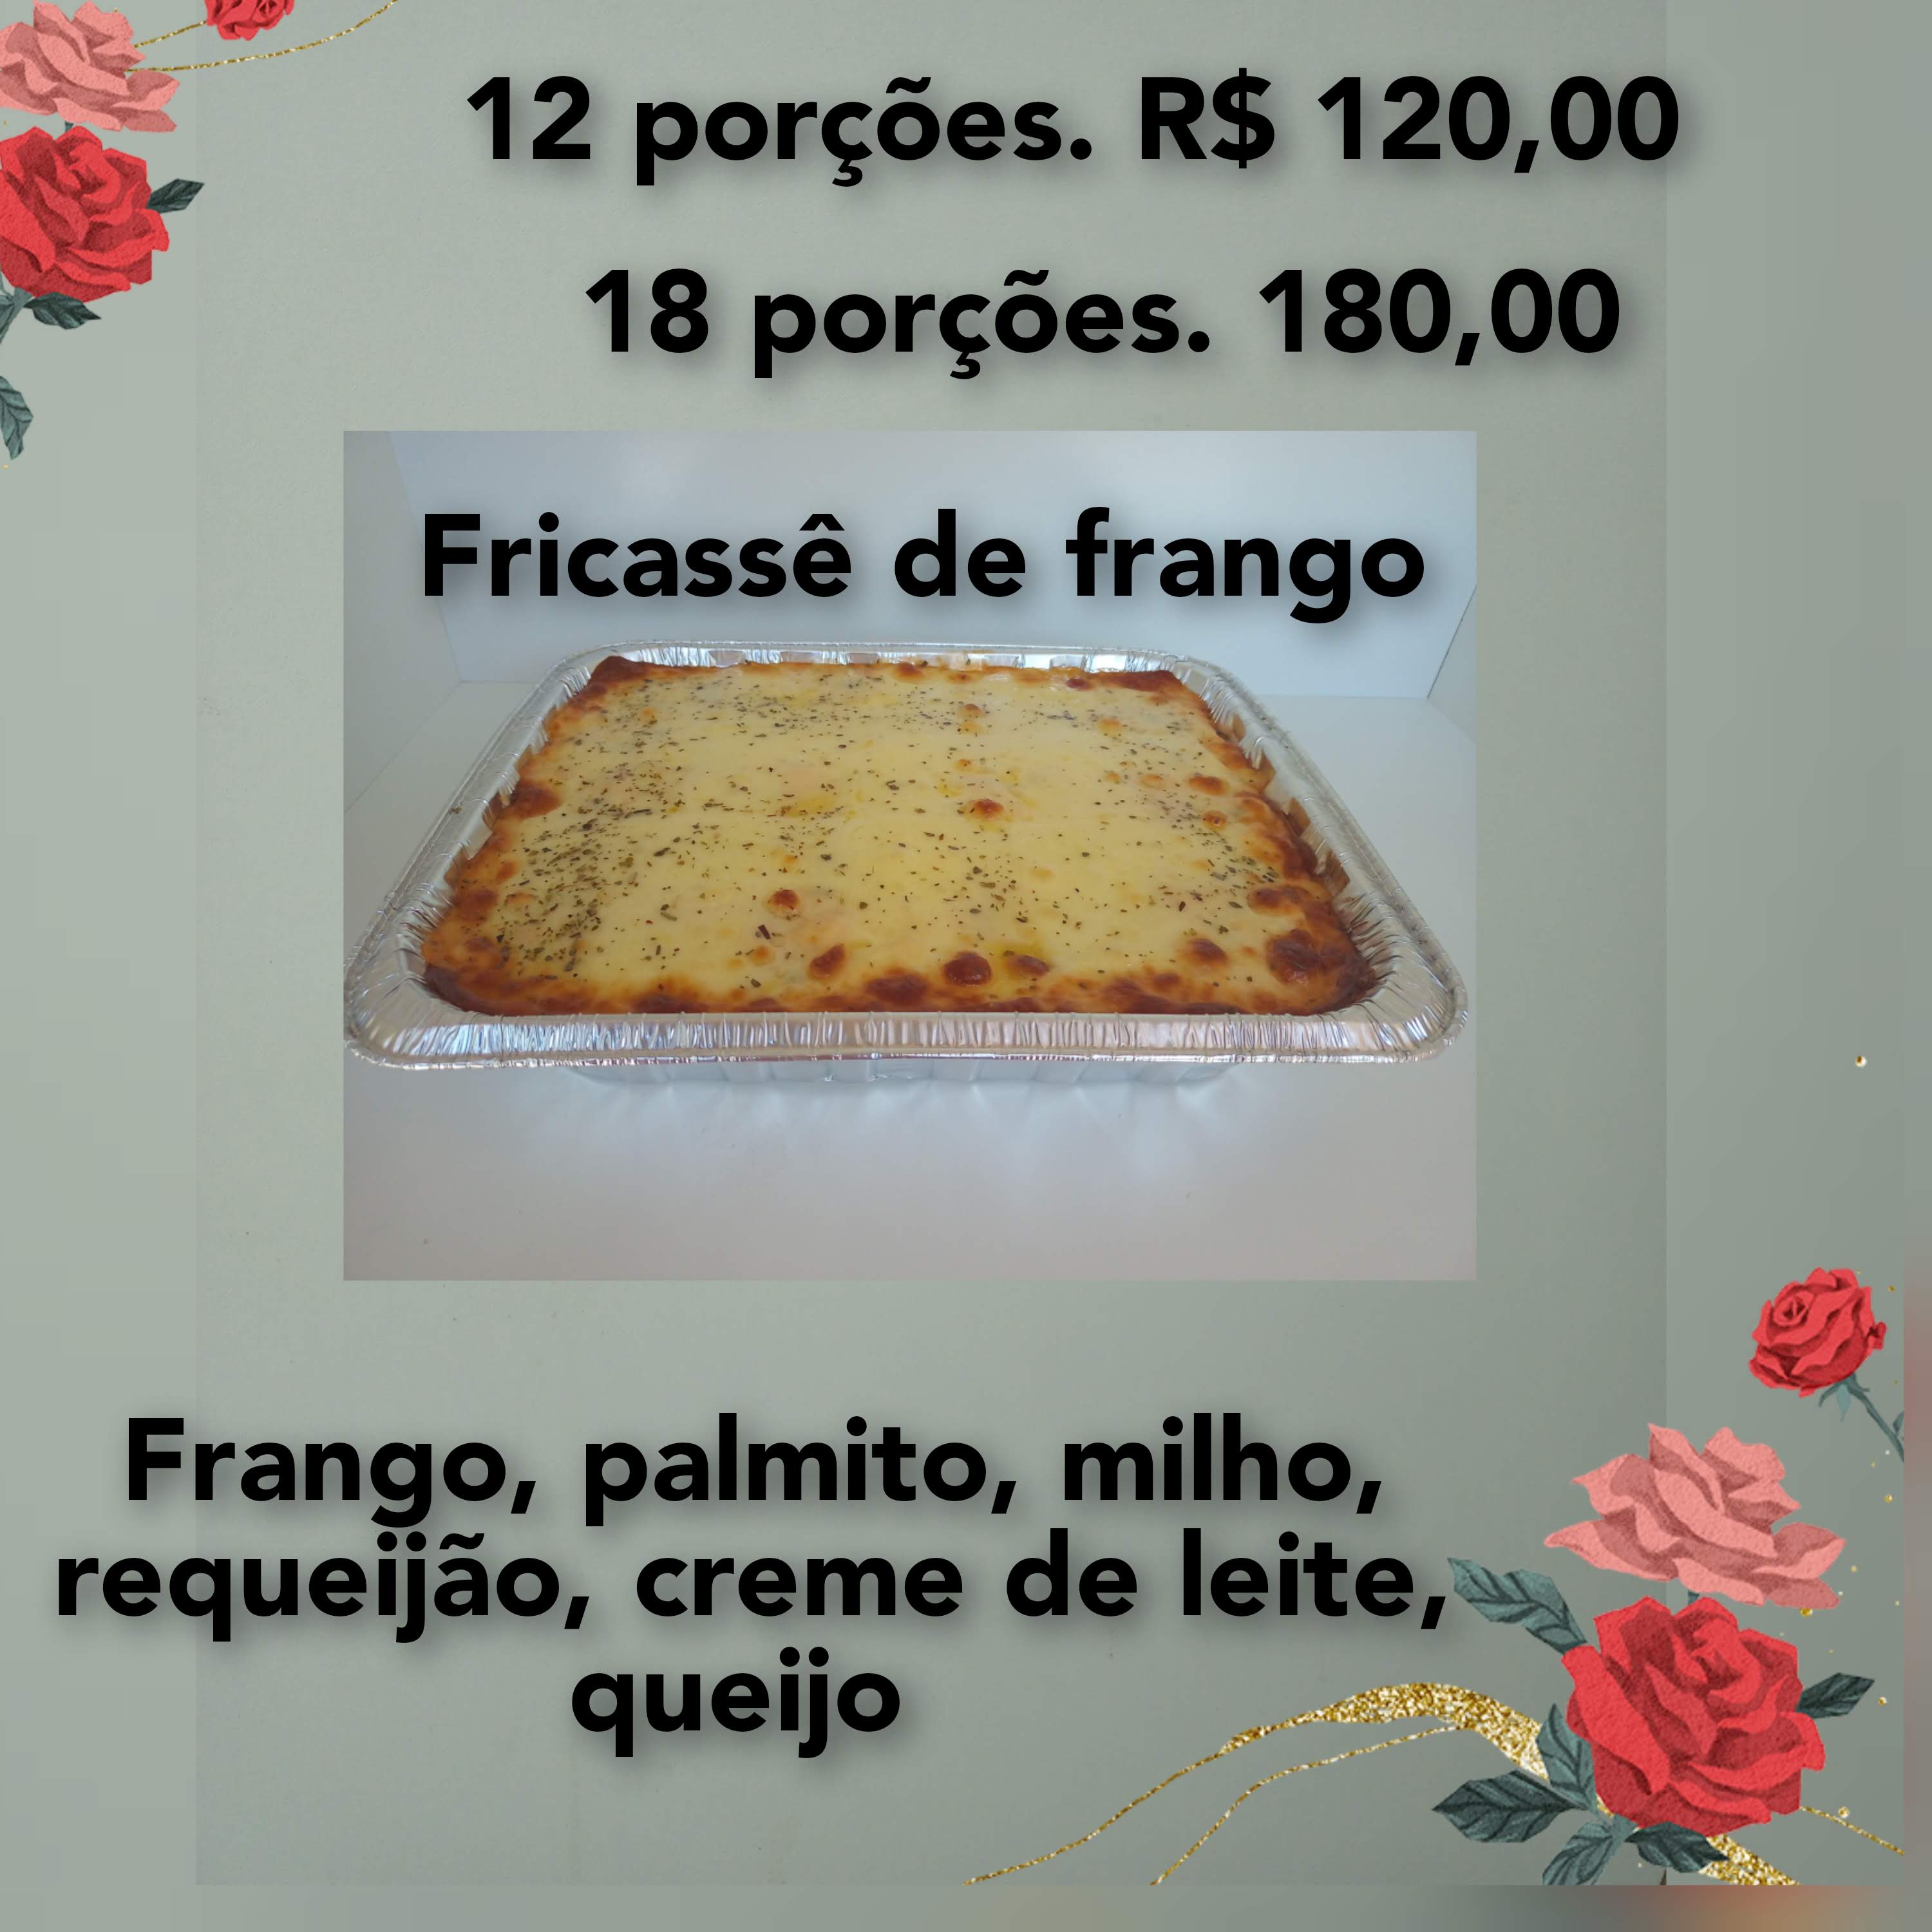 12 porções. R$ 120,00
18 porções. 180,00
Fricassê de frango
Frango, palmito, milho,
requeijão, creme de leite,
queijo